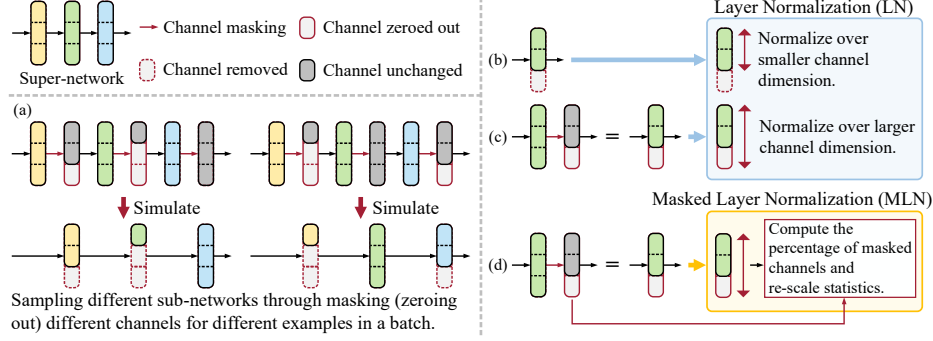 Super-network
Channel masking
Channel zeroed out
Channel removed
Channel unchanged
(a)
Simulate
Simulate
Sampling different sub-networks through masking (zeroing
out) different channels for different examples in a batch.
Layer Normalization (LN)
(b)
Normalize over
smaller channel
dimension.
(c)
=
Normalize over larger
channel dimension.
Masked Layer Normalization (MLN)
(d)
=
Compute the
percentage of masked
channels and
re-scale statistics.